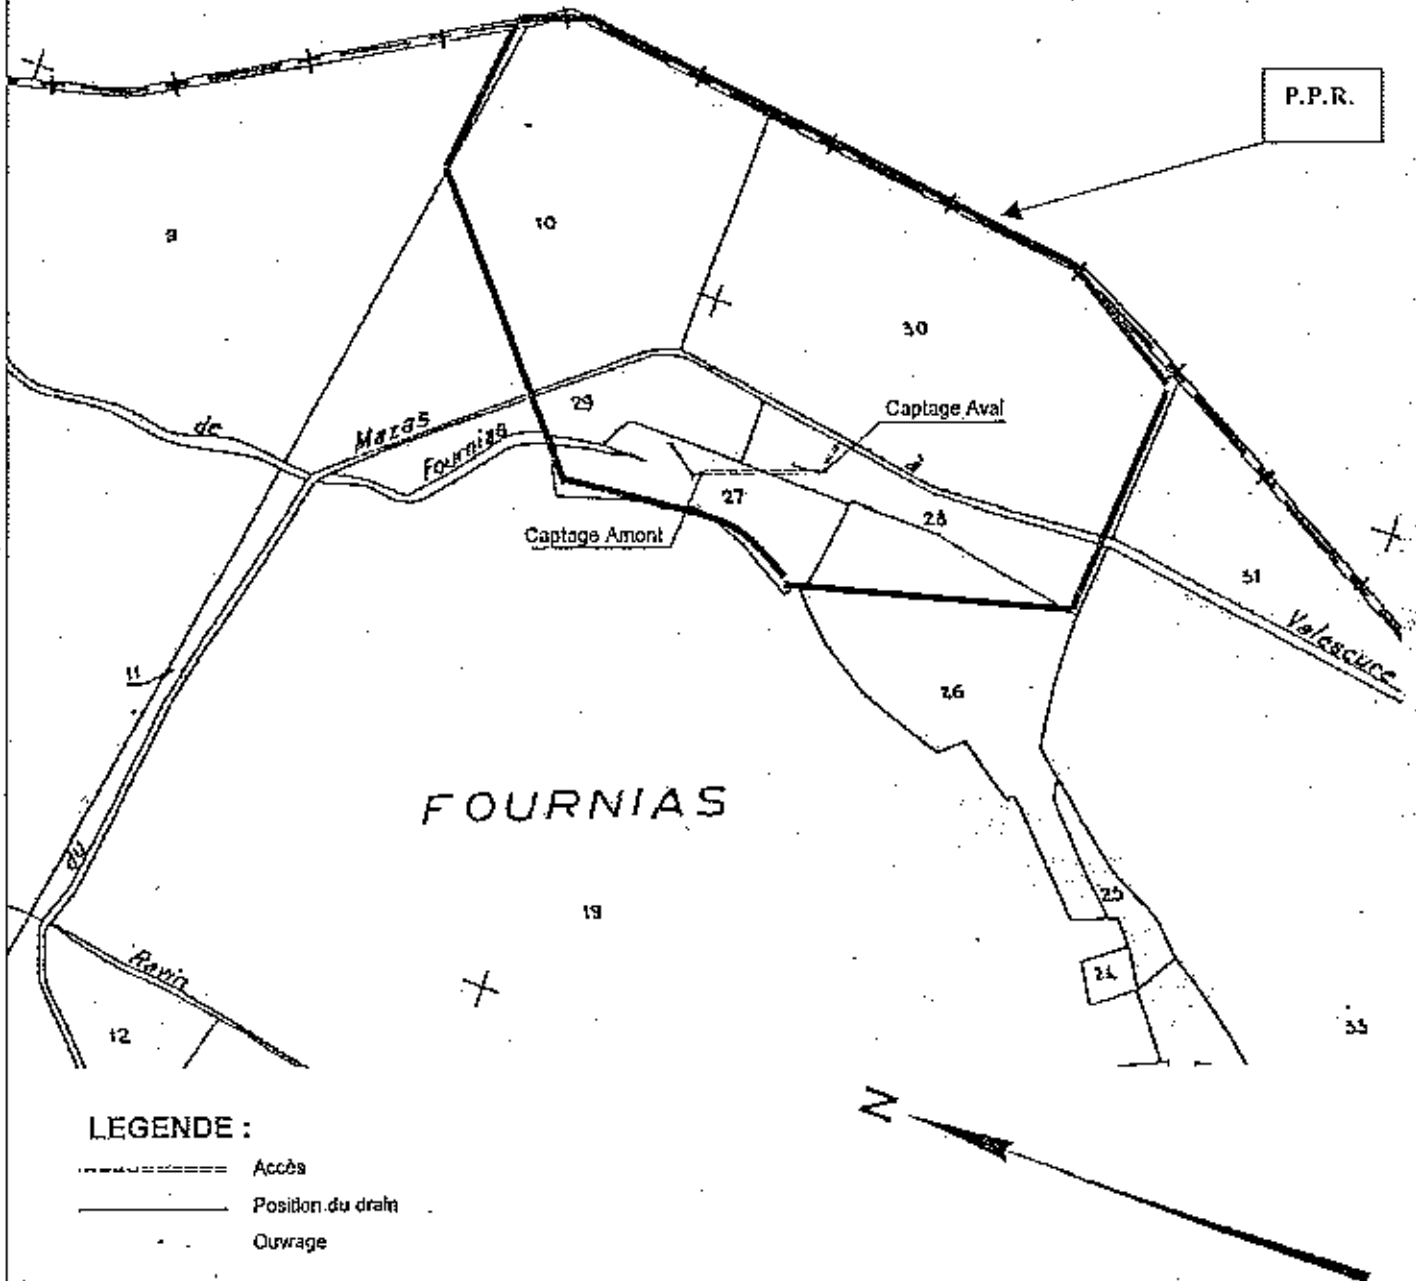 P.P.R.
9
10
30
29
Captage Aval
de
Mazas
Fournias
à
27
28
Captage Amont
31
Valescure
11
26
FOURNIAS
du
19
25
Ravin
24
12
33
N
LEGENDE :
Accès
Position du drain
Ouvrage